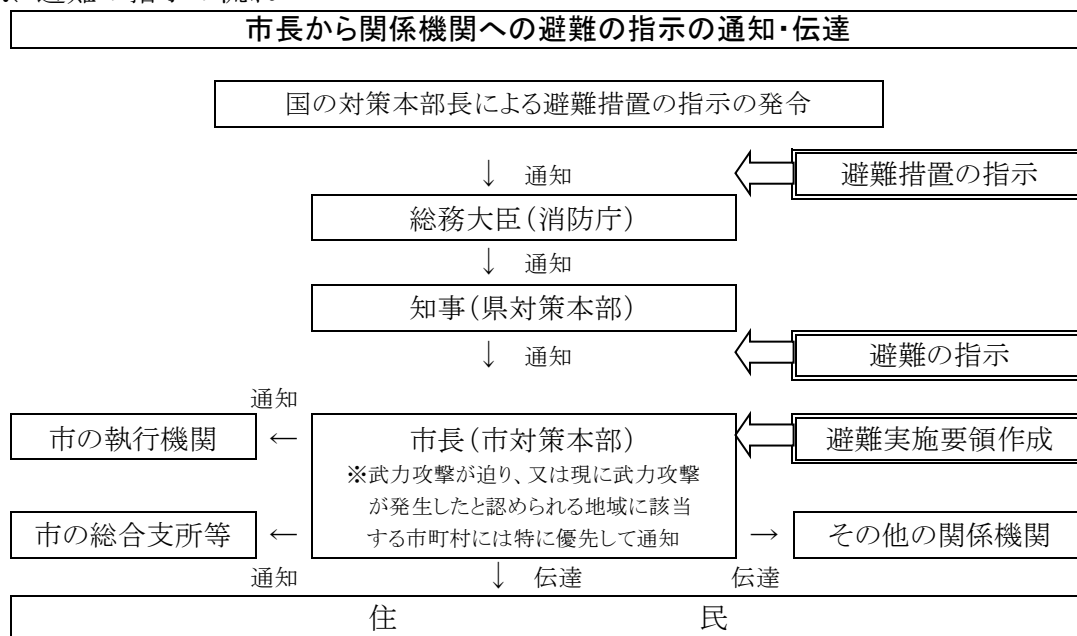 市長から関係機関への避難の指示の通知・伝達
国の対策本部長による避難措置の指示の発令
↓ 通知
避難措置の指示
総務大臣（消防庁）
↓ 通知
知事（県対策本部）
↓ 通知
避難の指示
通知
市の執行機関
←
市長（市対策本部）
避難実施要領作成
※武力攻撃が迫り、又は現に武力攻撃
が発生したと認められる地域に該当
する市町村には特に優先して通知
市の総合支所等
←
→
その他の関係機関
通知
↓ 伝達
伝達
住 民